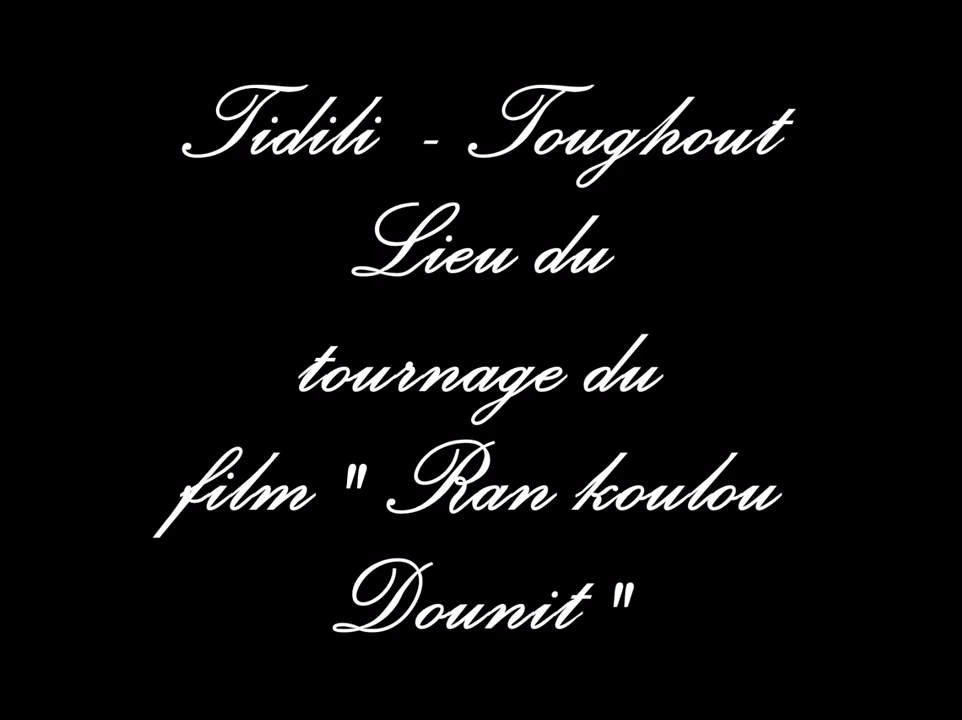 Tidili - Toughout
Lieu du
tournage du
film " Ran koulou
Dounit "